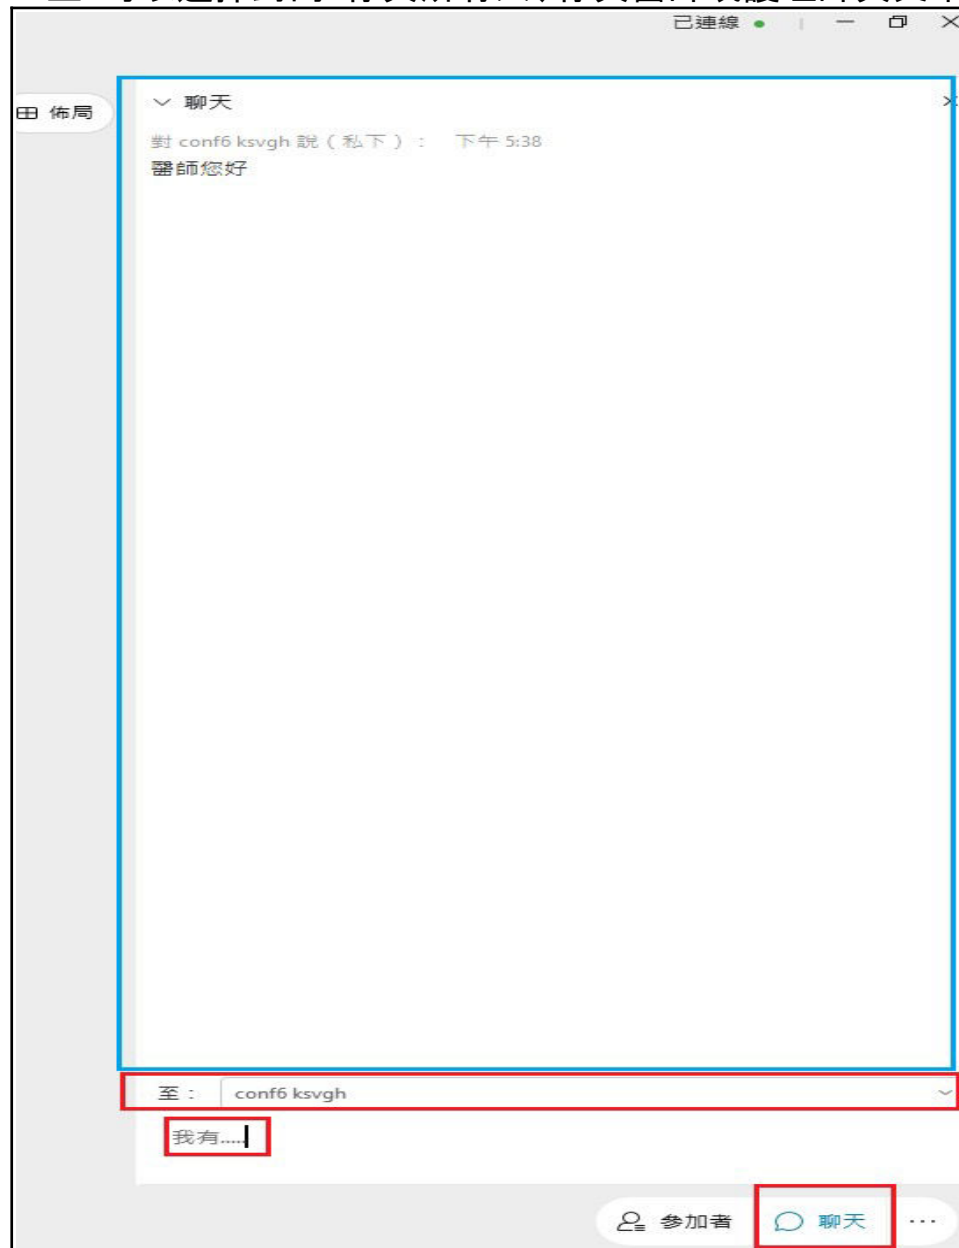 已連線
佈局
聊天
對 conf6 ksvgh 說 ( 私下 ) : 下午 5:38
醫師您好
至 : conf6 ksvgh
我有.....
參加者 聊天 ...